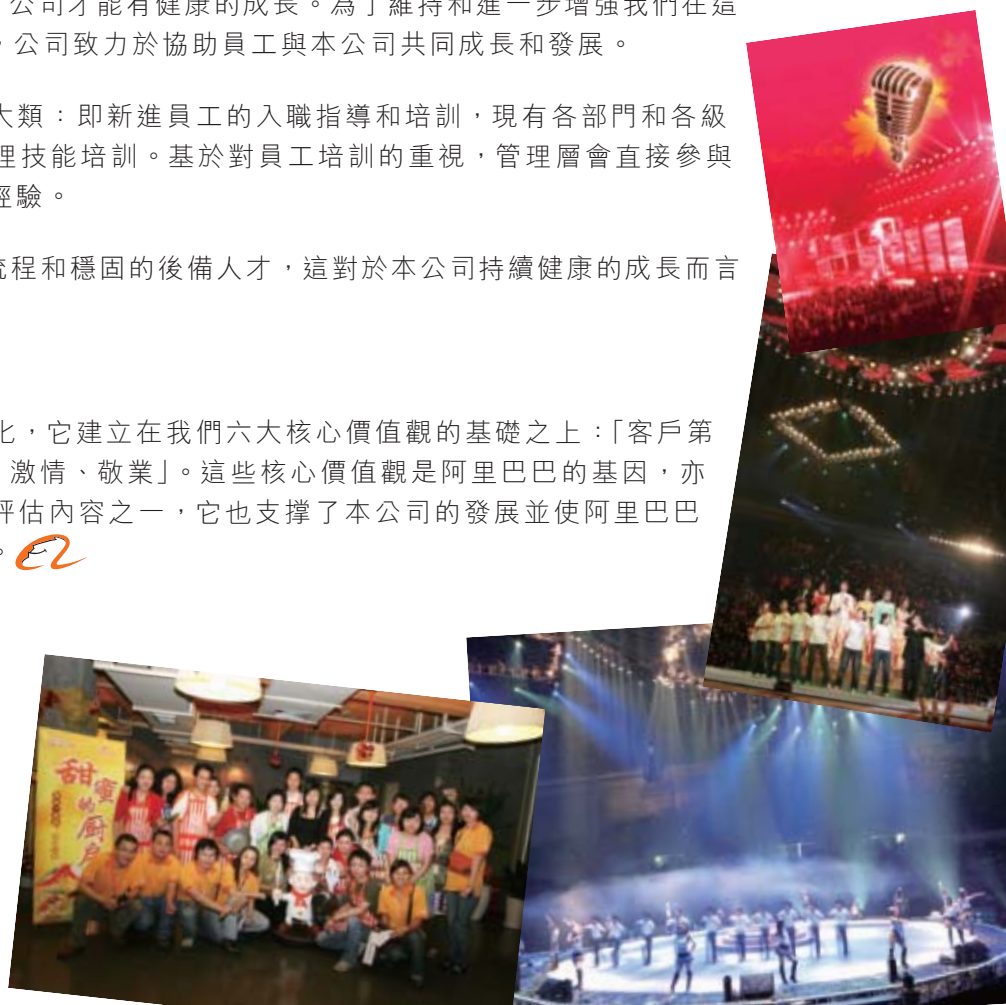 公司才能有健康的成長。為了維持和進一步增強我們在這
，公司致力於協助員工與本公司共同成長和發展。
大類：即新進員工的入職指導和培訓，現有各部門和各級
理技能培訓。基於對員工培訓的重視，管理層會直接參與
經驗。
流程和穩固的後備人才，這對於本公司持續健康的成長而言
化，它建立在我們六大核心價值觀的基礎之上：「客戶第
激情、敬業」。這些核心價值觀是阿里巴巴的基因，亦
評估內容之一，它也支撐了本公司的發展並使阿里巴巴
。
甜蜜的廚房